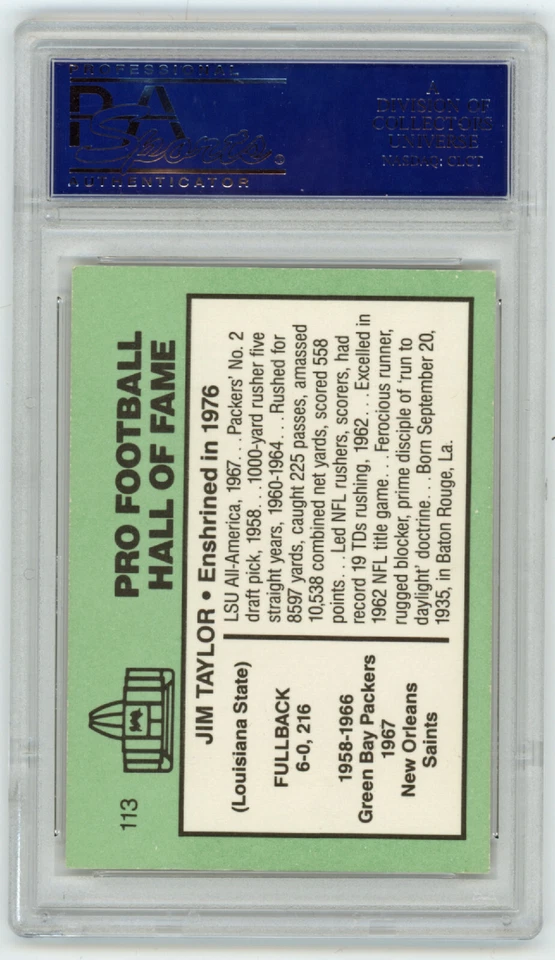 PROFESSIONAL
PSA
Sports
AUTHENTICATOR
A
DIVISION OF
COLLECTORS
UNIVERSE
NASDAQ: CLCT
113
PRO FOOTBALL
HALL OF FAME
JIM TAYLOR • Enshrined in 1976
(Louisiana State)
FULLBACK
6-0, 216
1958-1966
Green Bay Packers
1967
New Orleans
Saints
LSU All-America, 1967. . .Packers' No. 2
draft pick, 1958. . .1000-yard rusher five
straight years, 1960-1964. . .Rushed for
8597 yards, caught 225 passes, amassed
10,538 combined net yards, scored 558
points. . .Led NFL rushers, scorers, had
record 19 TDs rushing, 1962. . .Excelled in
1962 NFL title game. . .Ferocious runner,
rugged blocker, prime disciple of 'run to
daylight' doctrine. . .Born September 20,
1935, in Baton Rouge, La.